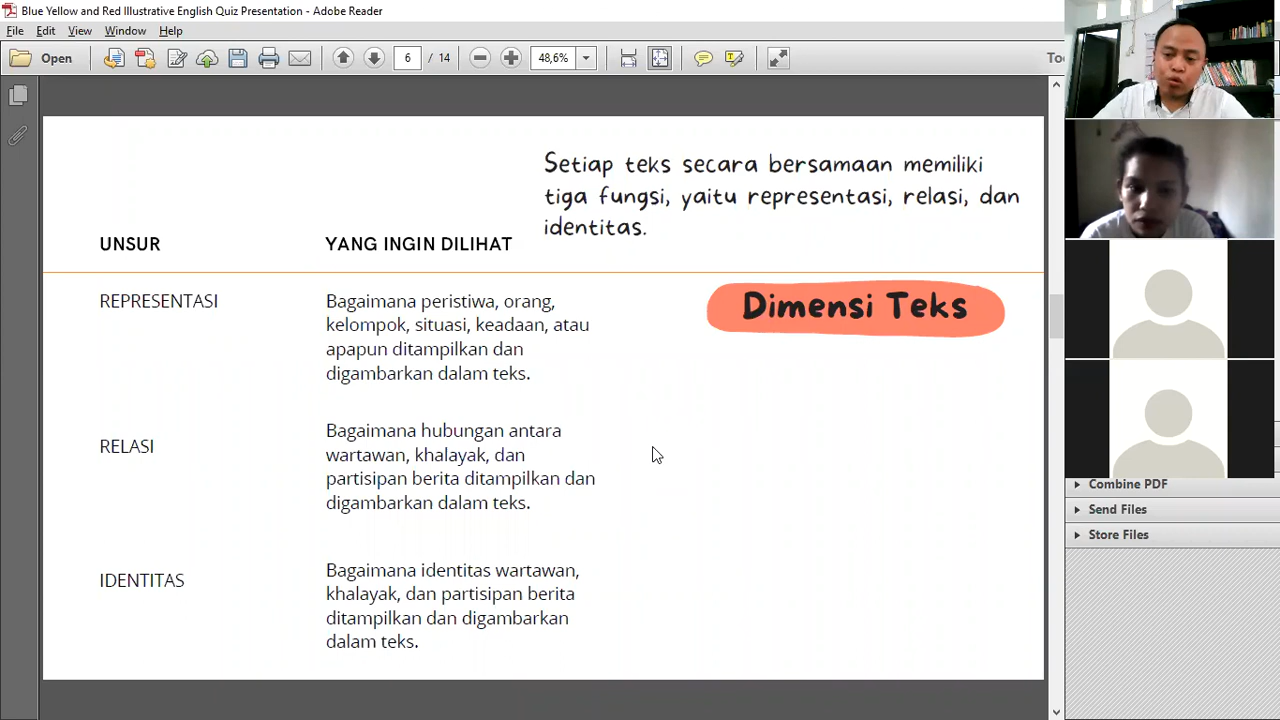 Blue Yellow and Red Illustrative English Quiz Presentation - Adobe Reader
File Edit View Window Help
Open 6 / 14 48,6% To
Setiap teks secara bersamaan memiliki
tiga fungsi, yaitu representasi, relasi, dan
identitas.
UNSUR YANG INGIN DILIHAT
Dimensi Teks
REPRESENTASI
Bagaimana peristiwa, orang,
kelompok, situasi, keadaan, atau
apapun ditampilkan dan
digambarkan dalam teks.
RELASI
Bagaimana hubungan antara
wartawan, khalayak, dan
partisipan berita ditampilkan dan
digambarkan dalam teks.
IDENTITAS
Bagaimana identitas wartawan,
khalayak, dan partisipan berita
ditampilkan dan digambarkan
dalam teks.
Combine PDF
Send Files
Store Files